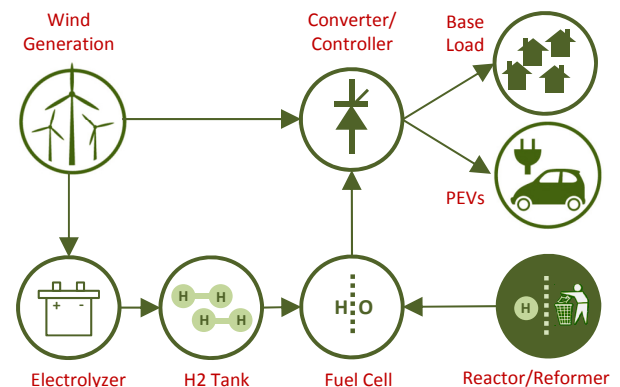 Wind
Generation
Converter/
Controller
Base
Load
PEVs
+ -
H H
H H
H O
H
Electrolyzer
H2 Tank
Fuel Cell
Reactor/Reformer